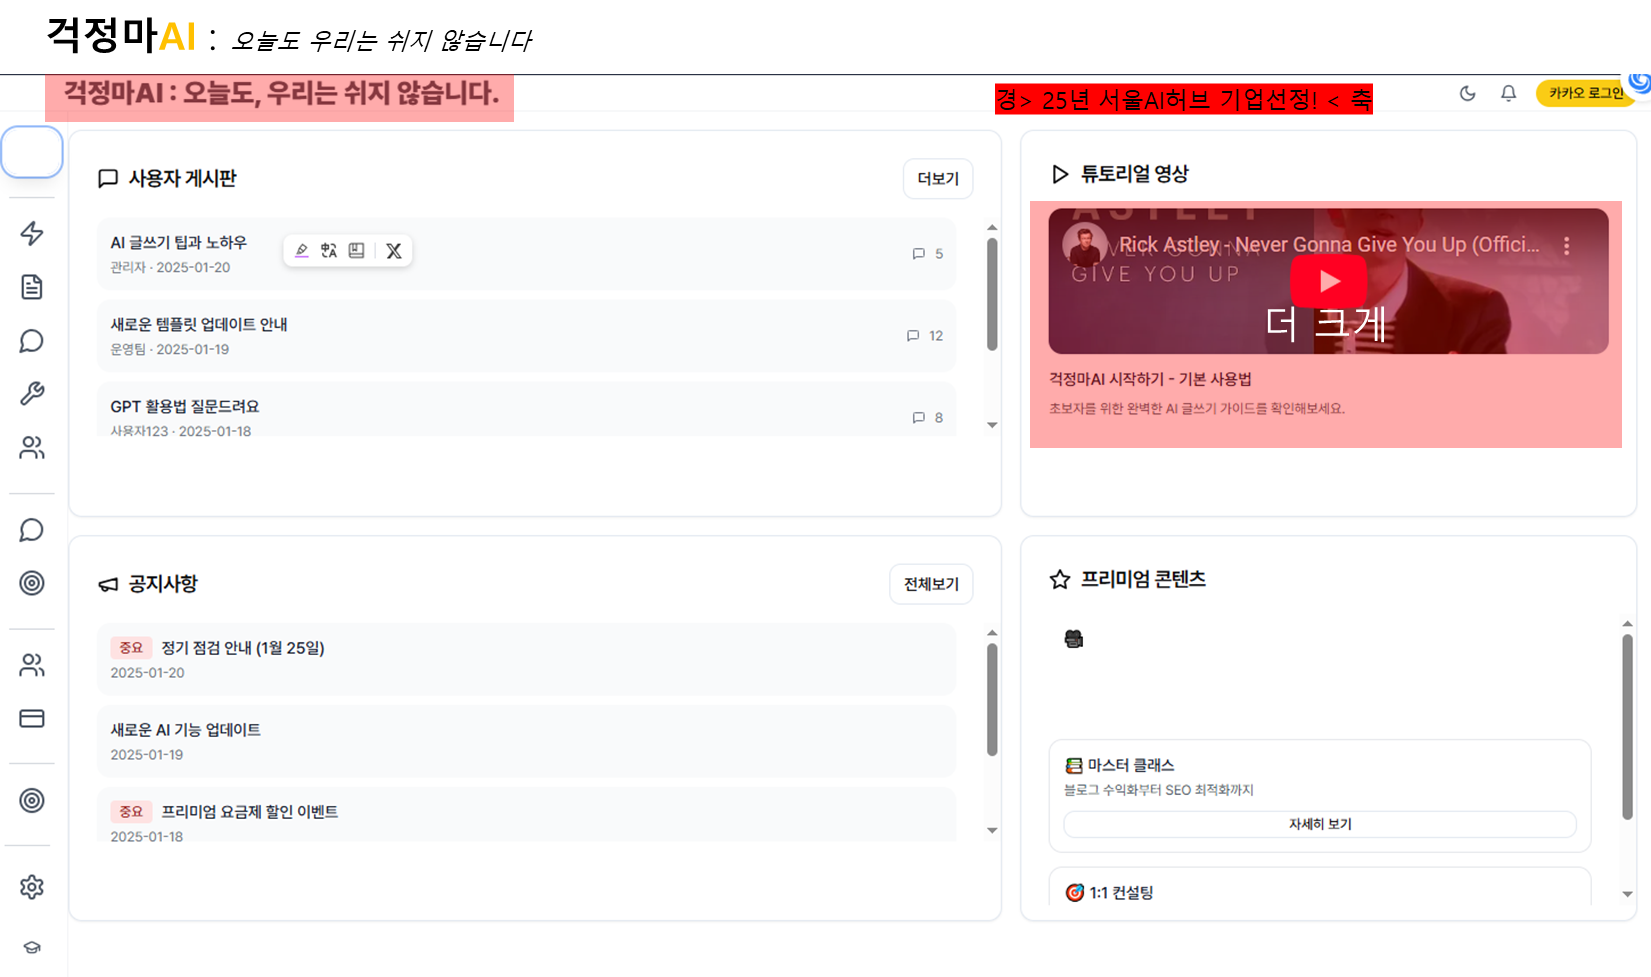 걱정마AI : 오늘도 우리는 쉬지 않습니다
걱정마AI : 오늘도, 우리는 쉬지 않습니다.
경> 25년 서울AI허브 기업선정! < 축
카카오 로그인
사용자 게시판
더보기
AI 글쓰기 팁과 노하우
관리자 · 2025-01-20
5
새로운 템플릿 업데이트 안내
운영팀 · 2025-01-19
12
GPT 활용법 질문드려요
사용자123 · 2025-01-18
8
튜토리얼 영상
ASTLEY
Rick Astley - Never Gonna Give You Up (Offici...
GIVE YOU UP
더 크게
걱정마AI 시작하기 - 기본 사용법
초보자를 위한 완벽한 AI 글쓰기 가이드를 확인해보세요.
공지사항
전체보기
중요 정기 점검 안내 (1월 25일)
2025-01-20
새로운 AI 기능 업데이트
2025-01-19
중요 프리미엄 요금제 할인 이벤트
2025-01-18
프리미엄 콘텐츠
마스터 클래스
블로그 수익화부터 SEO 최적화까지
자세히 보기
1:1 컨설팅